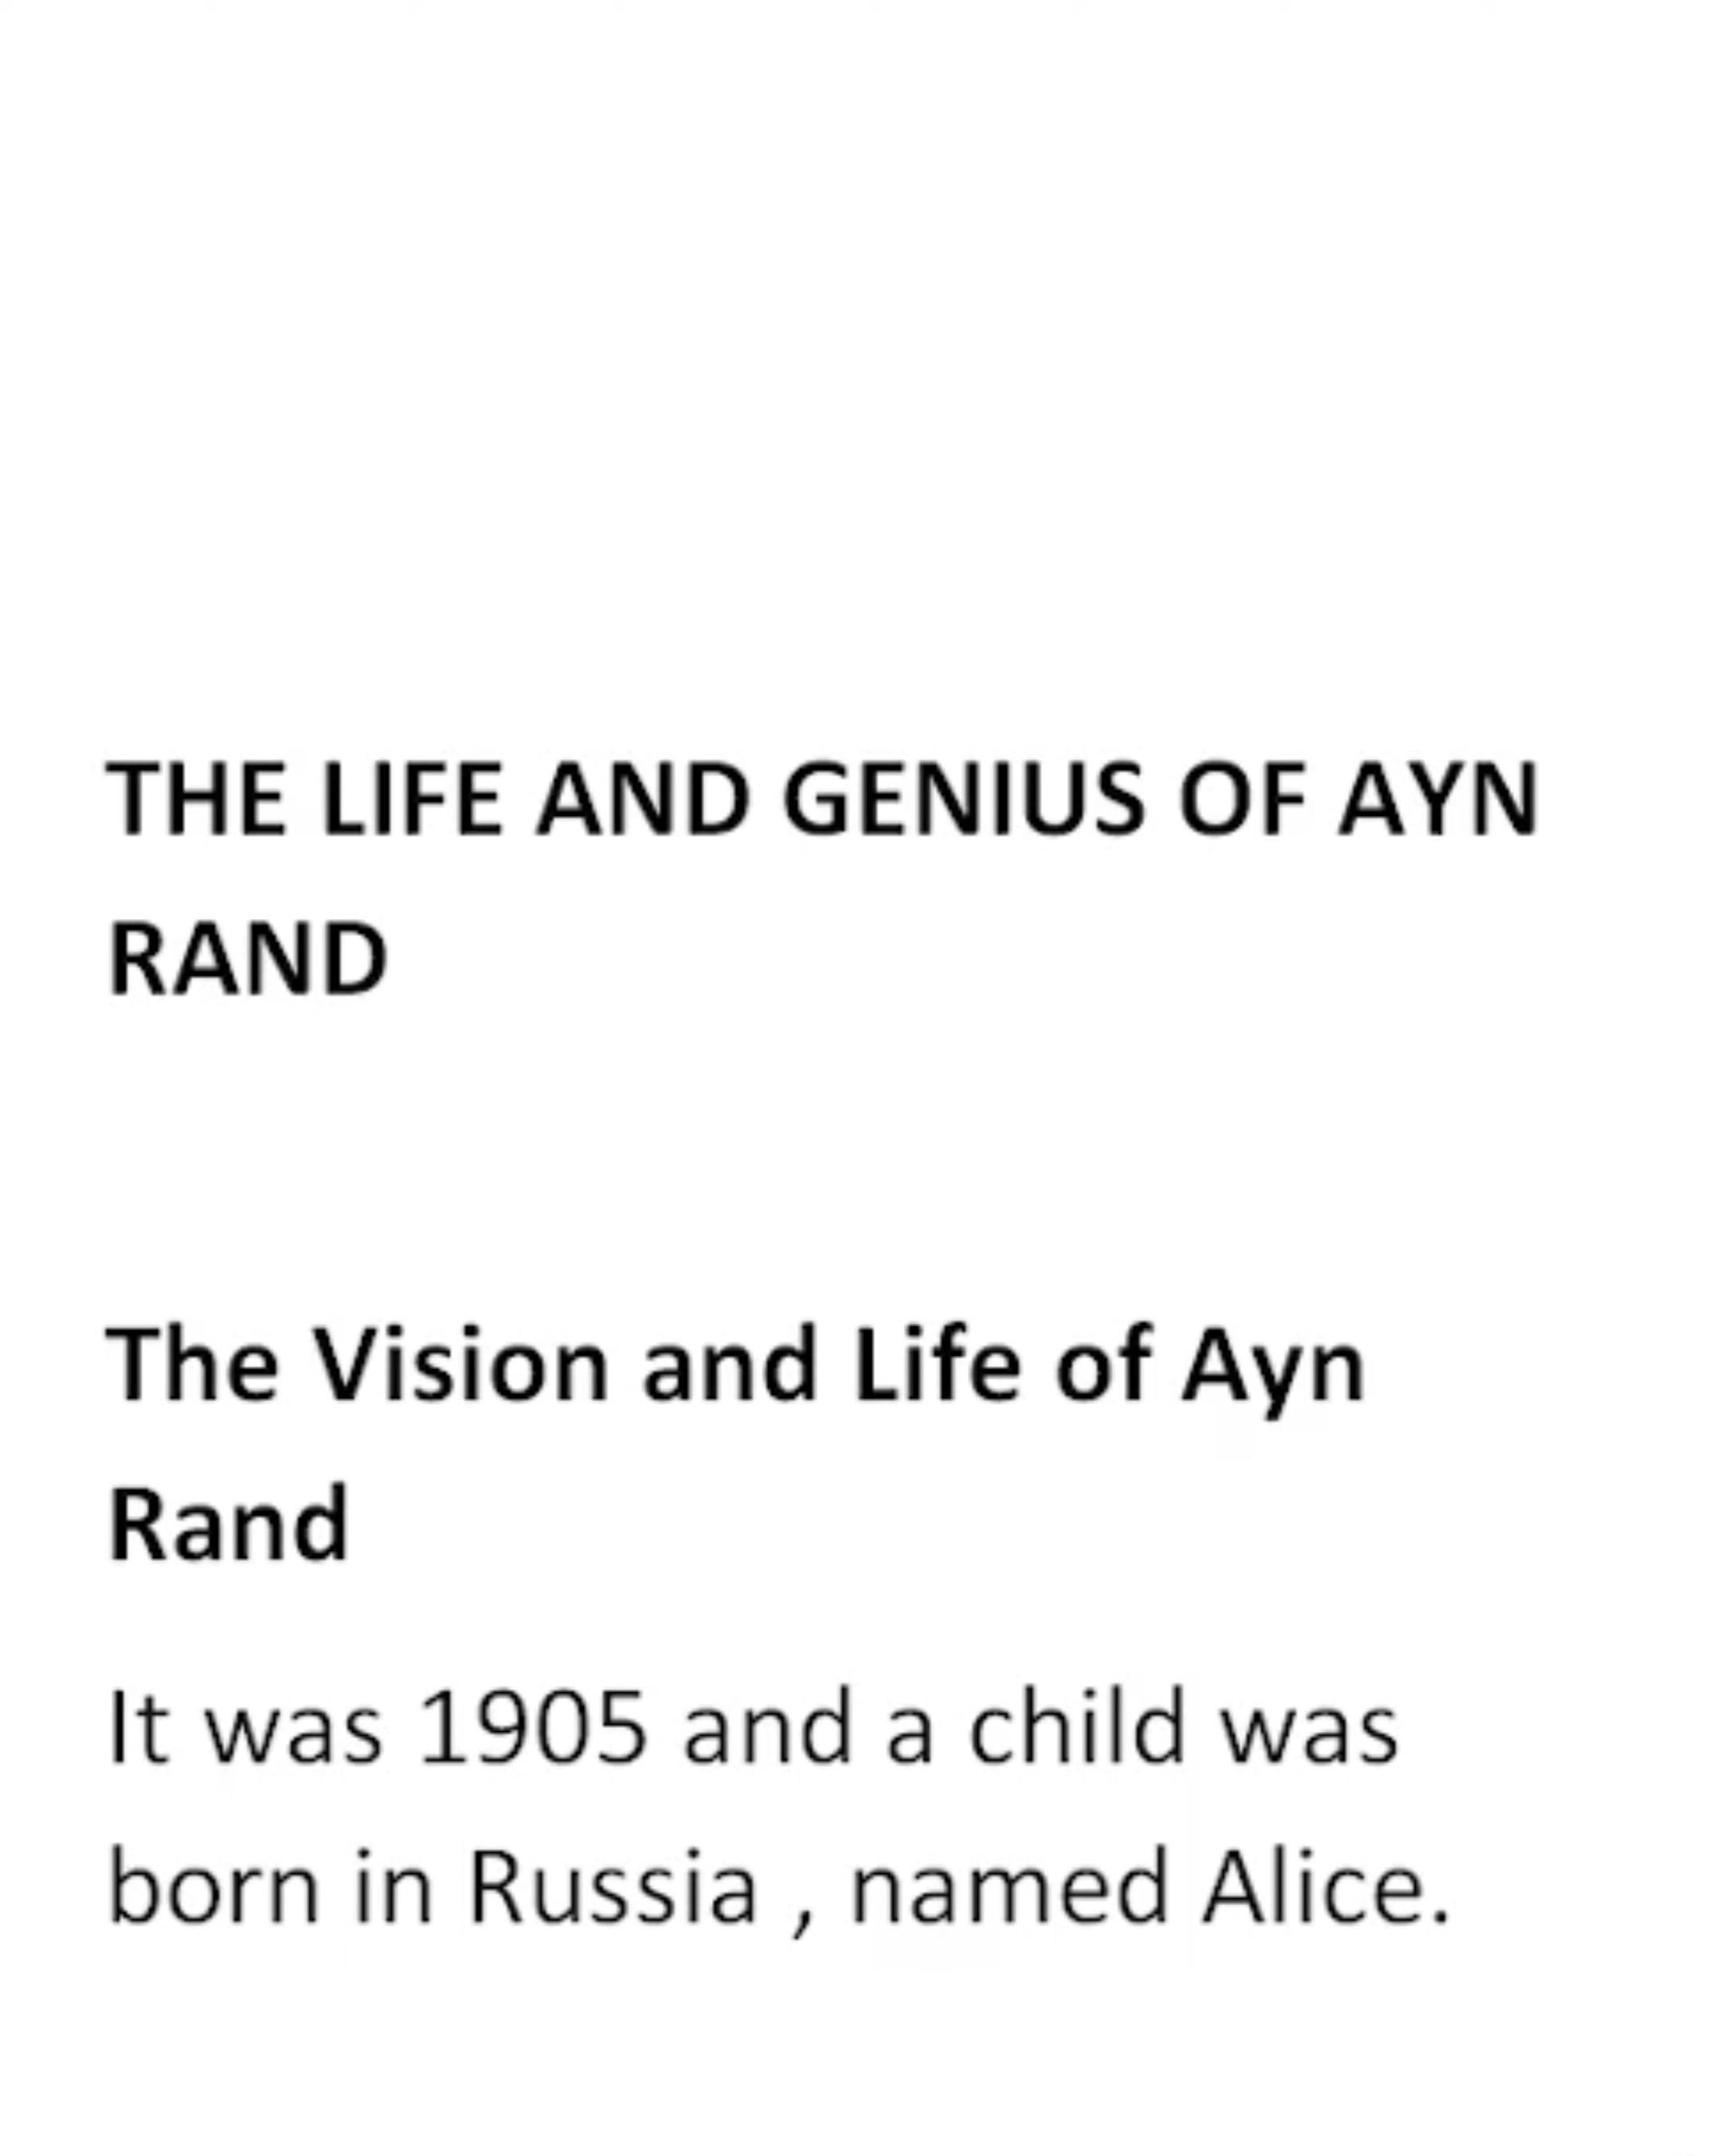 THE LIFE AND GENIUS OF AYN
RAND
The Vision and Life of Ayn
Rand
It was 1905 and a child was
born in Russia , named Alice.